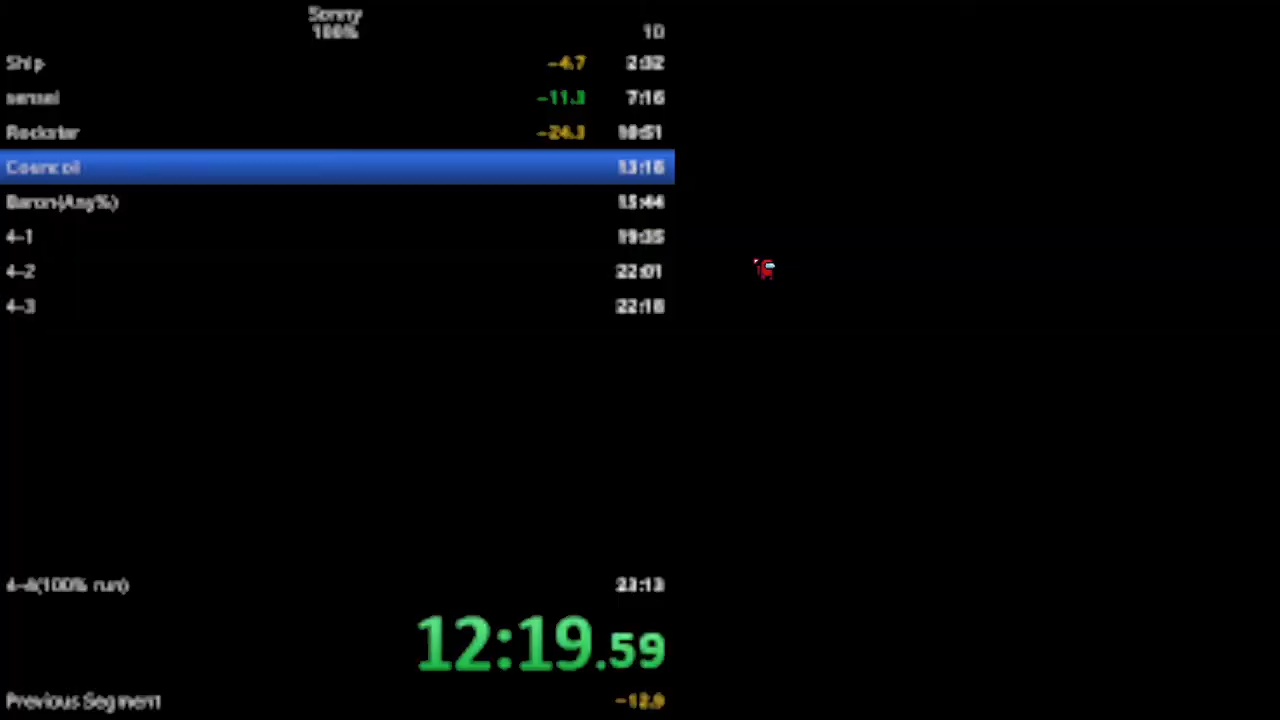 Sonny
100% 10
Ship -4.7 2:32
sensei -11.3 7:16
Rockstar -24.3 10:51
Council 13:16
Baron(Any%) 15:44
4-1 19:35
4-2 22:01
4-3 22:18
4-4(100% run) 23:13
12:19.59
Previous Segment -12.9